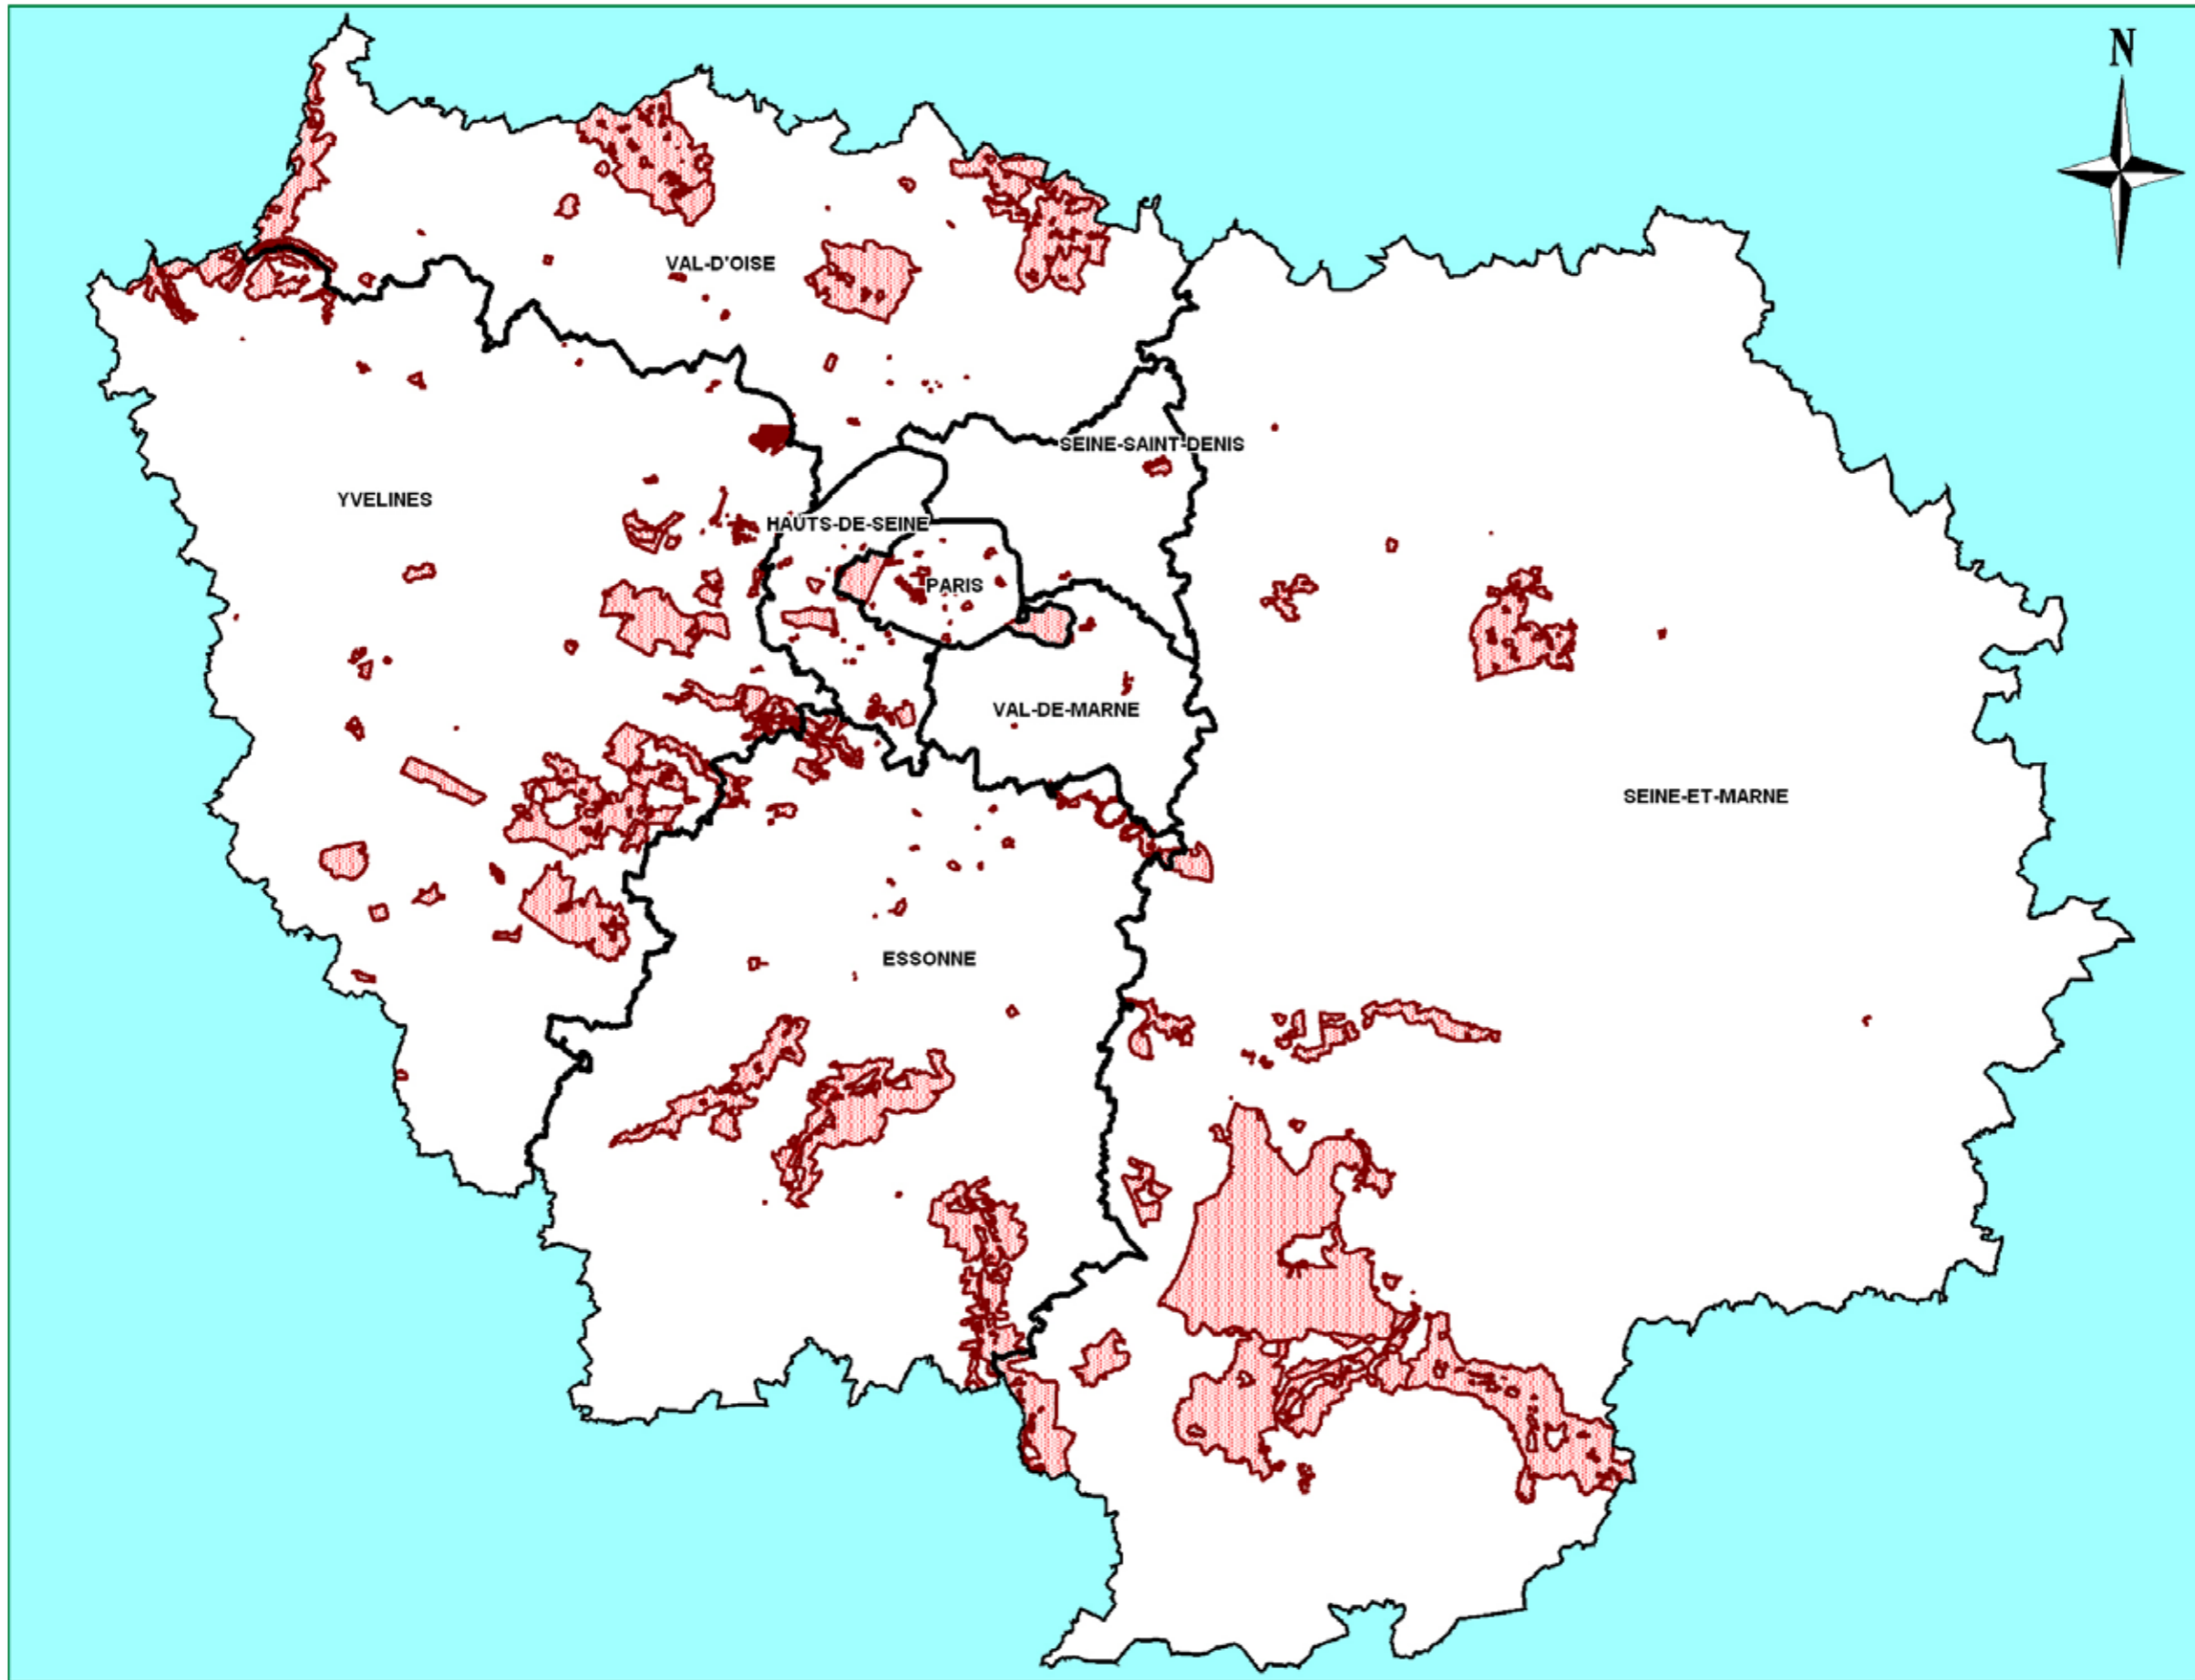 N
VAL-D'OISE
SEINE-SAINT-DENIS
YVELINES
HAUTS-DE-SEINE
PARIS
VAL-DE-MARNE
SEINE-ET-MARNE
ESSONNE